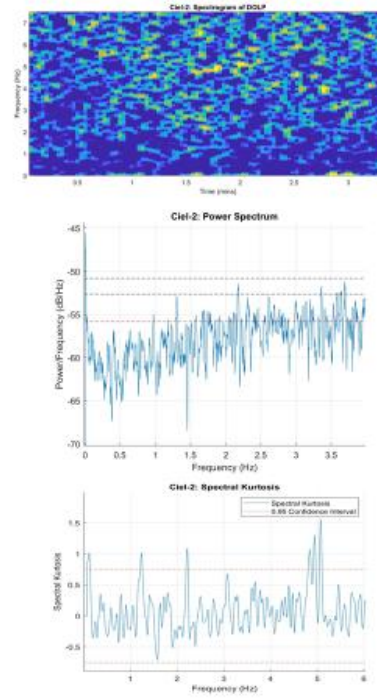 Ciel-2: Spectrogram of DOLP
Frequency (Hz)
7
6
5
4
3
2
1
0
0.5 1 1.5 2 2.5 3
Time (mins)
Ciel-2: Power Spectrum
Power/Frequency (dB/Hz)
-45
-50
-55
-60
-65
-70
0 0.5 1 1.5 2 2.5 3 3.5
Frequency (Hz)
Ciel-2: Spectral Kurtosis
Spectral Kurtosis
0.95 Confidence Interval
Spectral Kurtosis
1.5
1
0.5
0
-0.5
1 2 3 4 5 6
Frequency (Hz)